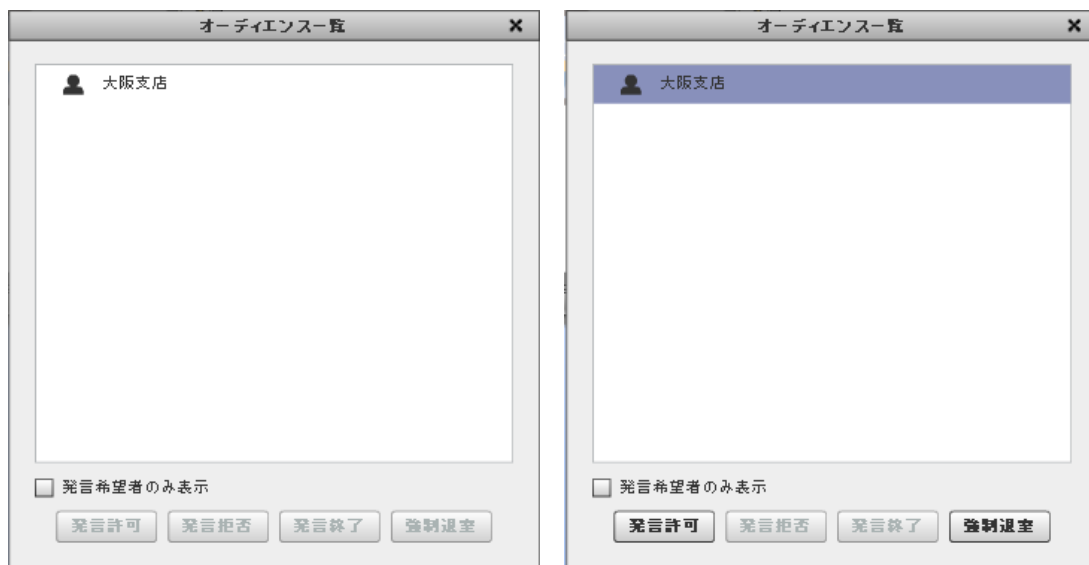 オーディエンス一覧
大阪支店
発言希望者のみ表示
発言許可 発言拒否 発言終了 強制退室
オーディエンス一覧
大阪支店
発言希望者のみ表示
発言許可 発言拒否 発言終了 強制退室